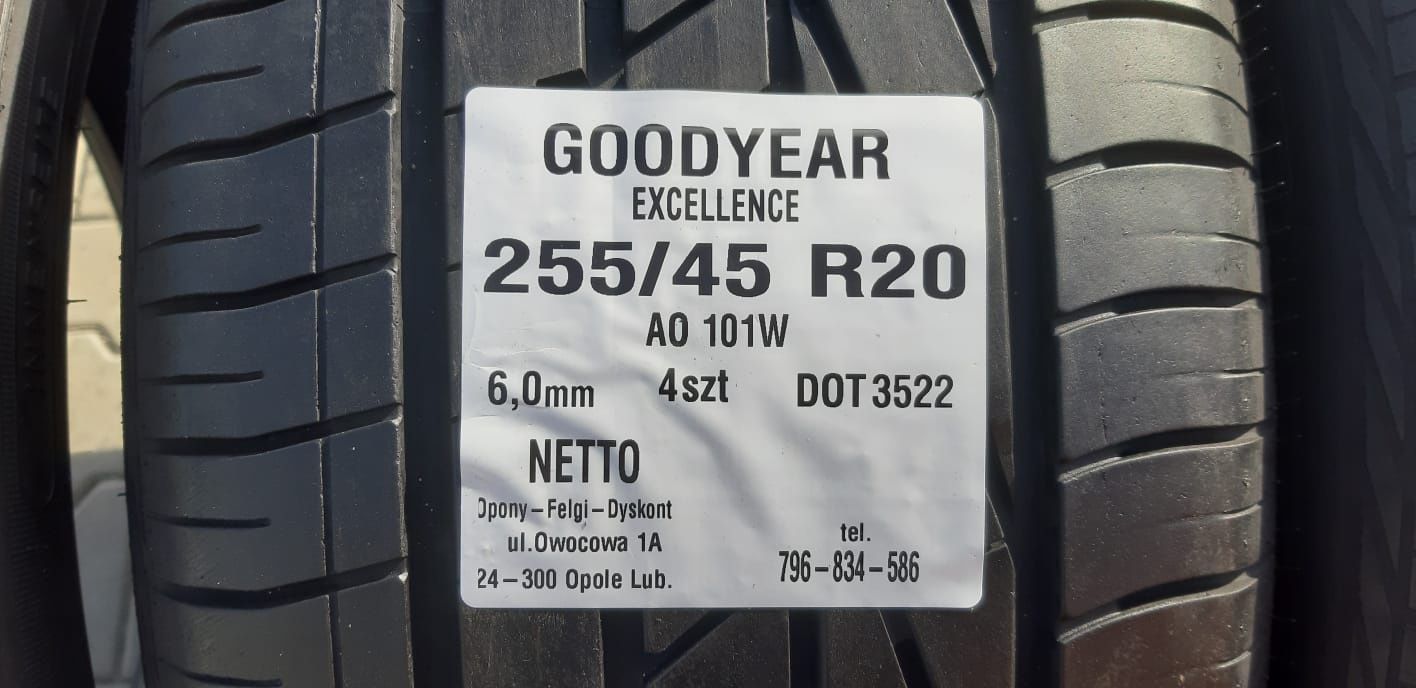 GOODYEAR
EXCELLENCE
255/45 R20
AO 101W
6,0mm 4szt DOT 3522
NETTO
Opony – Felgi – Dyskont
ul.Owocowa 1A
24 – 300 Opole Lub.
tel.
796 – 834 – 586